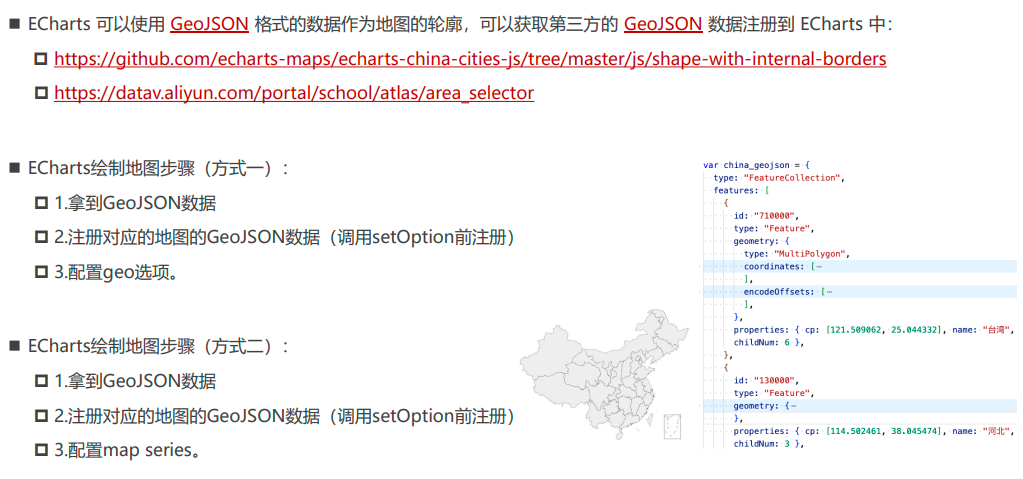 ECharts 可以使用 GeoJSON 格式的数据作为地图的轮廓，可以获取第三方的 GeoJSON 数据注册到 ECharts 中：
https://github.com/echarts-maps/echarts-china-cities-js/tree/master/js/shape-with-internal-borders
https://datav.aliyun.com/portal/school/atlas/area_selector
ECharts绘制地图步骤（方式一）：
1.拿到GeoJSON数据
2.注册对应的地图的GeoJSON数据（调用setOption前注册）
3.配置geo选项。
ECharts绘制地图步骤（方式二）：
1.拿到GeoJSON数据
2.注册对应的地图的GeoJSON数据（调用setOption前注册）
3.配置map series。
var china_geojson = {
type: "FeatureCollection",
features: [
{
id: "710000",
type: "Feature",
geometry: {
type: "MultiPolygon",
coordinates: [⋯
],
encodeOffsets: [⋯
],
},
properties: { cp: [121.509062, 25.044332], name: "台湾",
childNum: 6 },
},
{
id: "130000",
type: "Feature",
geometry: {⋯
},
properties: { cp: [114.502461, 38.045474], name: "河北",
childNum: 3 },